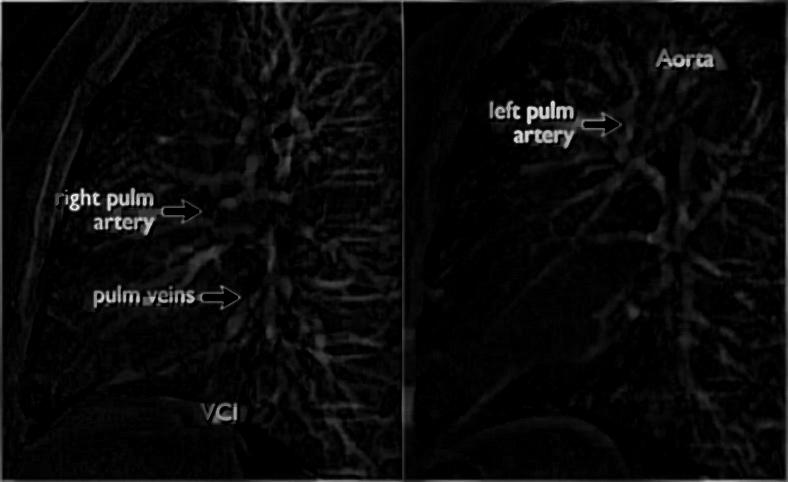 right pulm
artery
pulm veins
VCI
Aorta
left pulm
artery